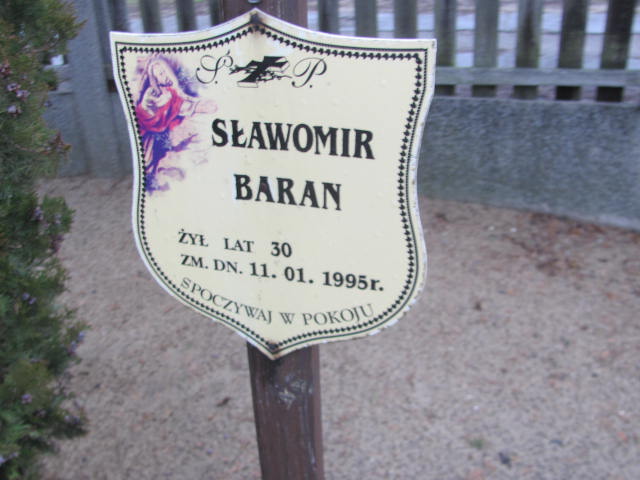 Ś P.
SŁAWOMIR
BARAN
ŻYŁ LAT 30
ZM. DN. 11. 01. 1995r.
SPOCZYWAJ W POKOJU